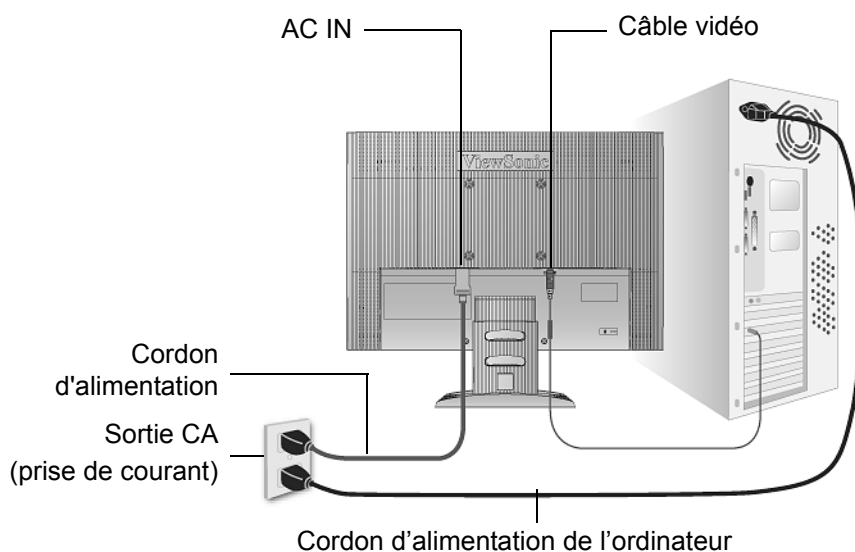 AC IN
Câble vidéo
ViewSonic
Cordon
d'alimentation
Sortie CA
(prise de courant)
Cordon d’alimentation de l’ordinateur